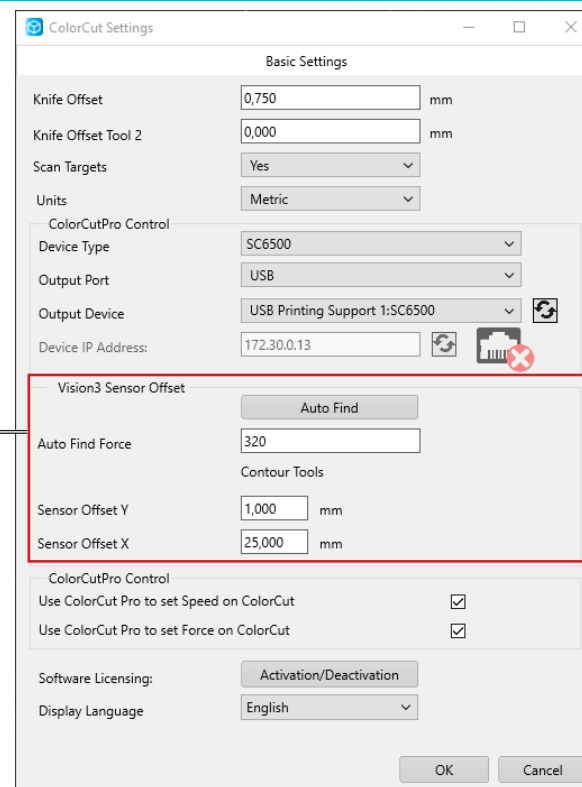 ColorCut Settings
Basic Settings
Knife Offset 0,750 mm
Knife Offset Tool 2 0,000 mm
Scan Targets Yes
Units Metric
ColorCutPro Control
Device Type SC6500
Output Port USB
Output Device USB Printing Support 1:SC6500
Device IP Address: 172.30.0.13
Vision3 Sensor Offset
Auto Find
Auto Find Force 320
Contour Tools
Sensor Offset Y 1,000 mm
Sensor Offset X 25,000 mm
ColorCutPro Control
Use ColorCut Pro to set Speed on ColorCut
Use ColorCut Pro to set Force on ColorCut
Software Licensing: Activation/Deactivation
Display Language English
OK Cancel